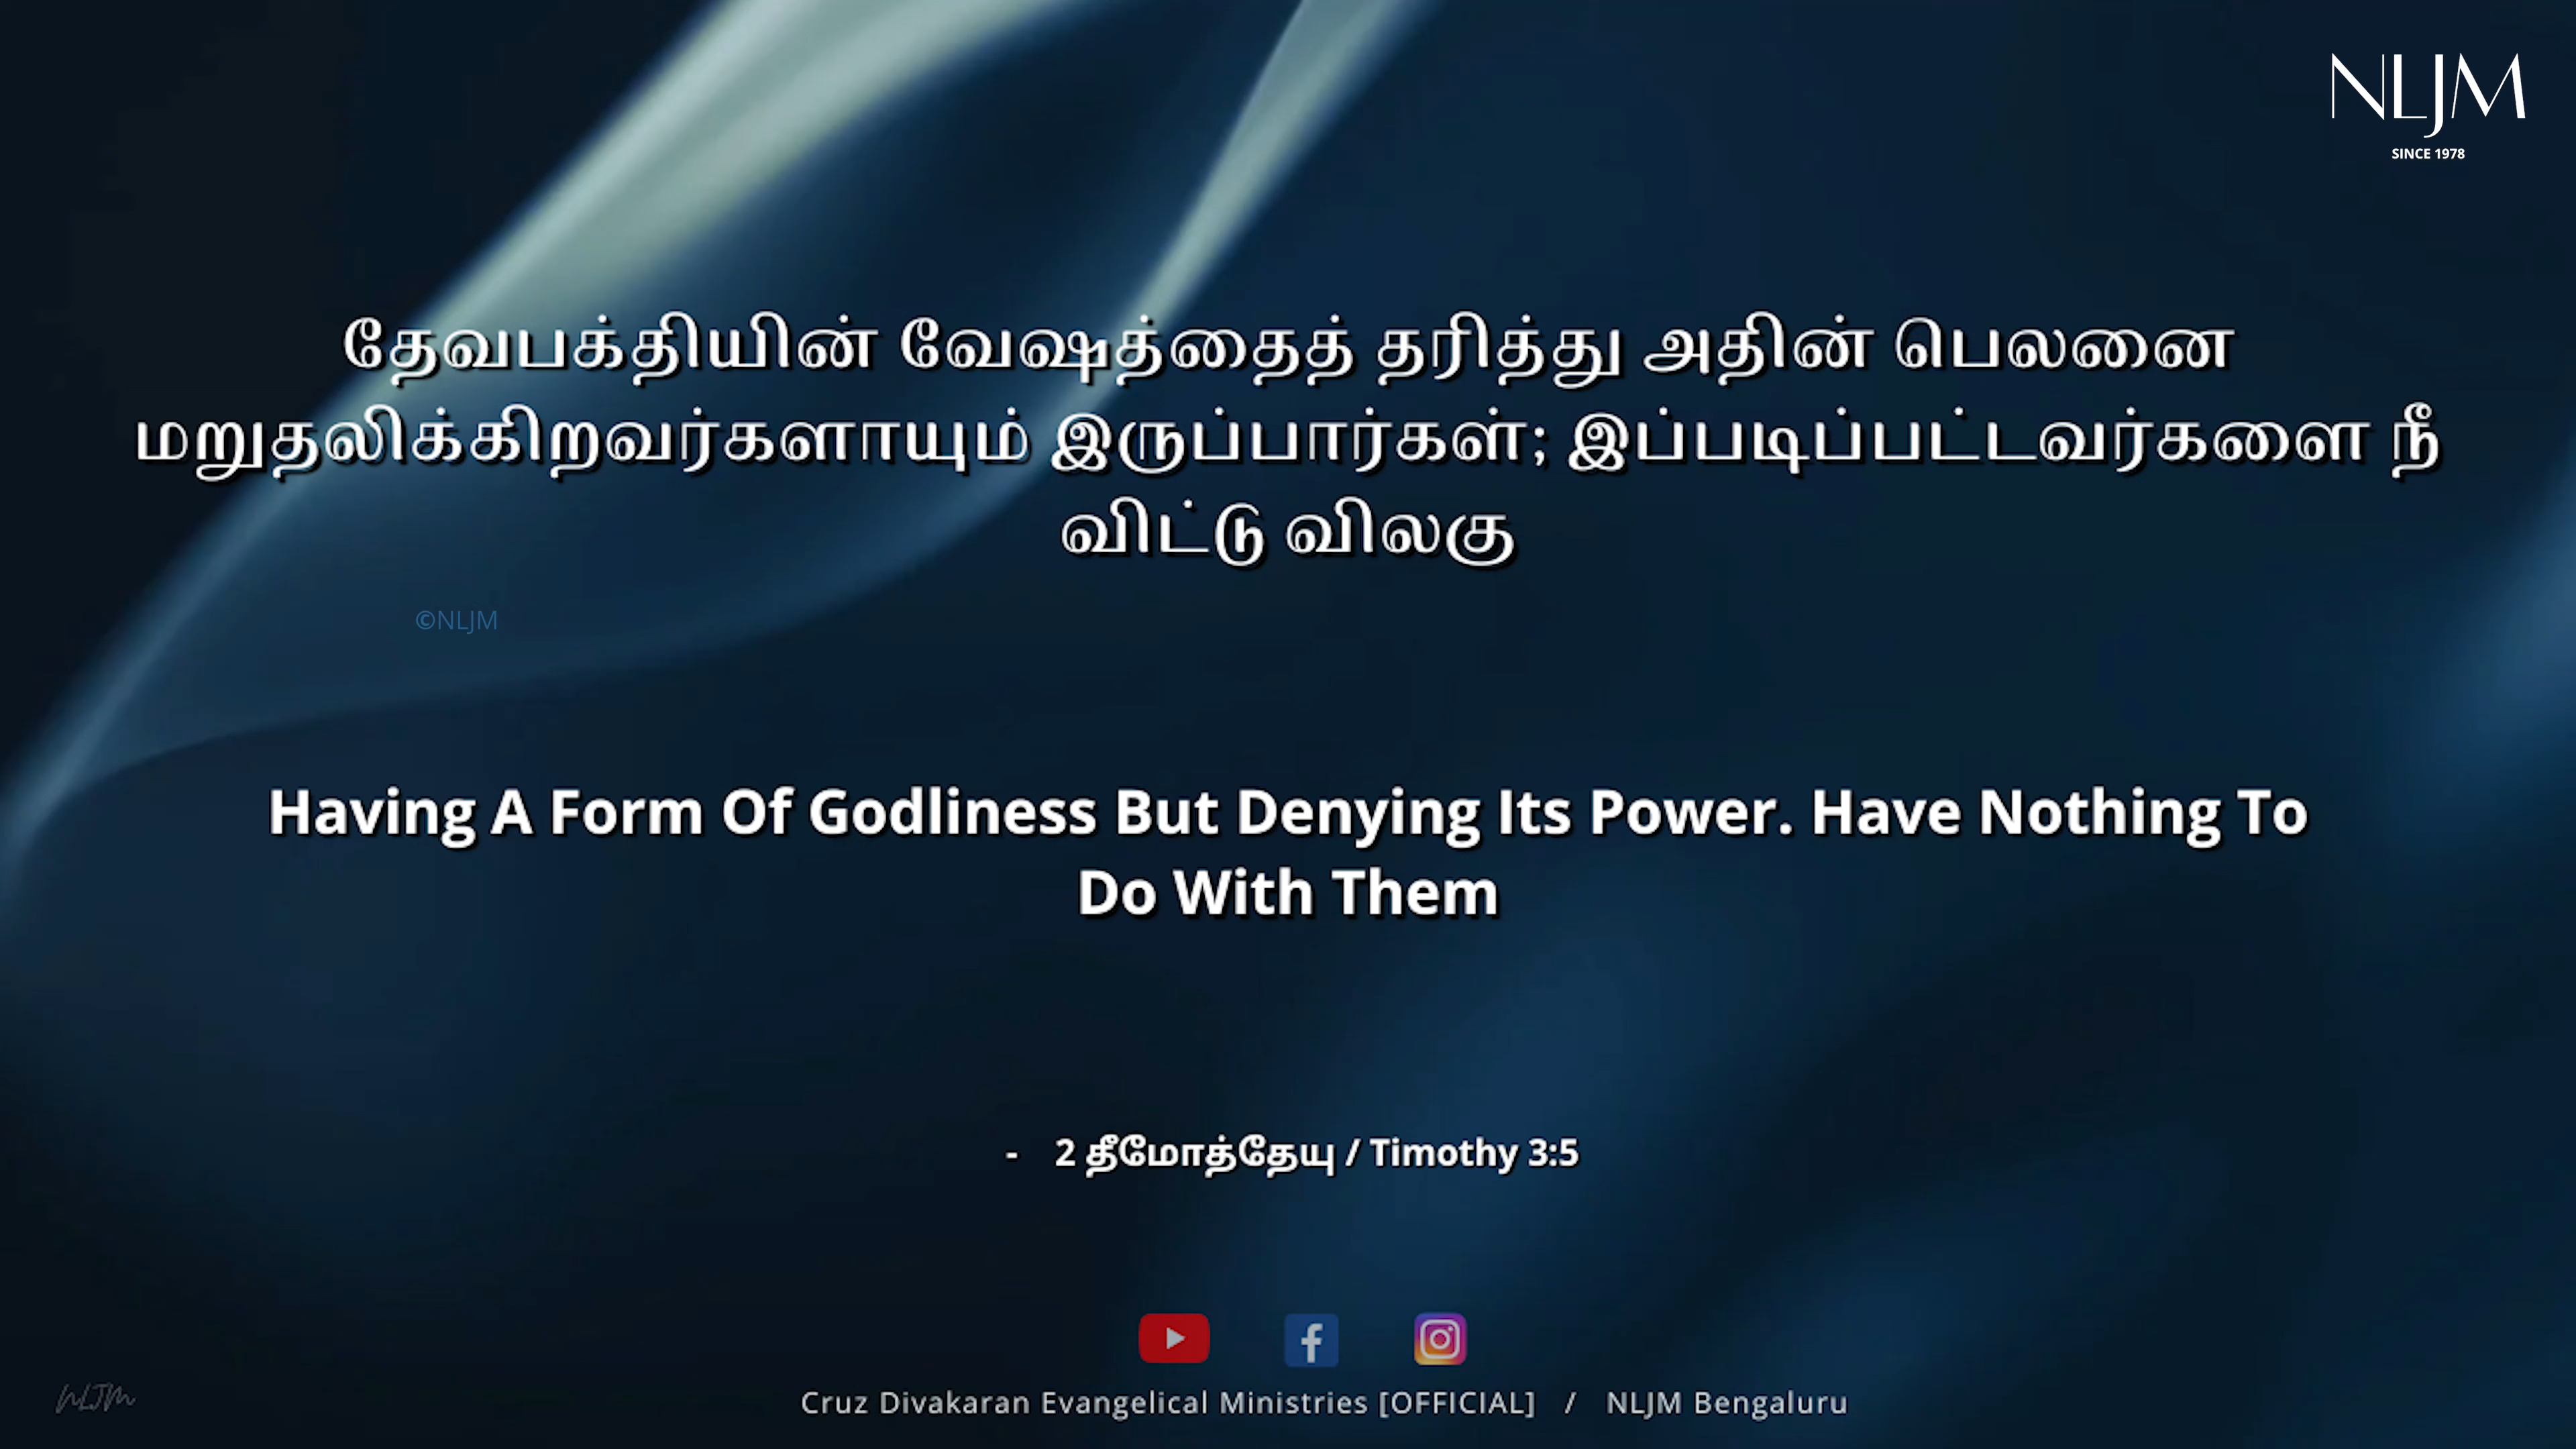 NLJM
SINCE 1978
தேவபக்தியின் வேஷத்தைத் தரித்து அதின் பெலனை
மறுதலிக்கிறவர்களாயும் இருப்பார்கள்; இப்படிப்பட்டவர்களை நீ
விட்டு விலகு
©NLJM
Having A Form Of Godliness But Denying Its Power. Have Nothing To
Do With Them
- 2 தீமோத்தேயு / Timothy 3:5
NLJM
Cruz Divakaran Evangelical Ministries [OFFICIAL] / NLJM Bengaluru